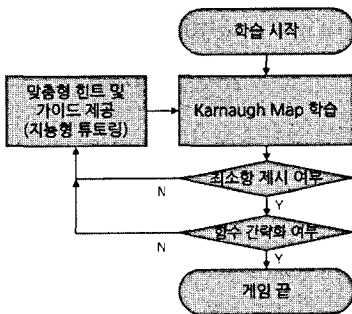 학습 시작
맞춤형 힌트 및
가이드 제공
(지능형 튜토링)
Karnaugh Map 학습
최소항 제시 여부
N
Y
함수 간략화 여부
N
Y
게임 끝